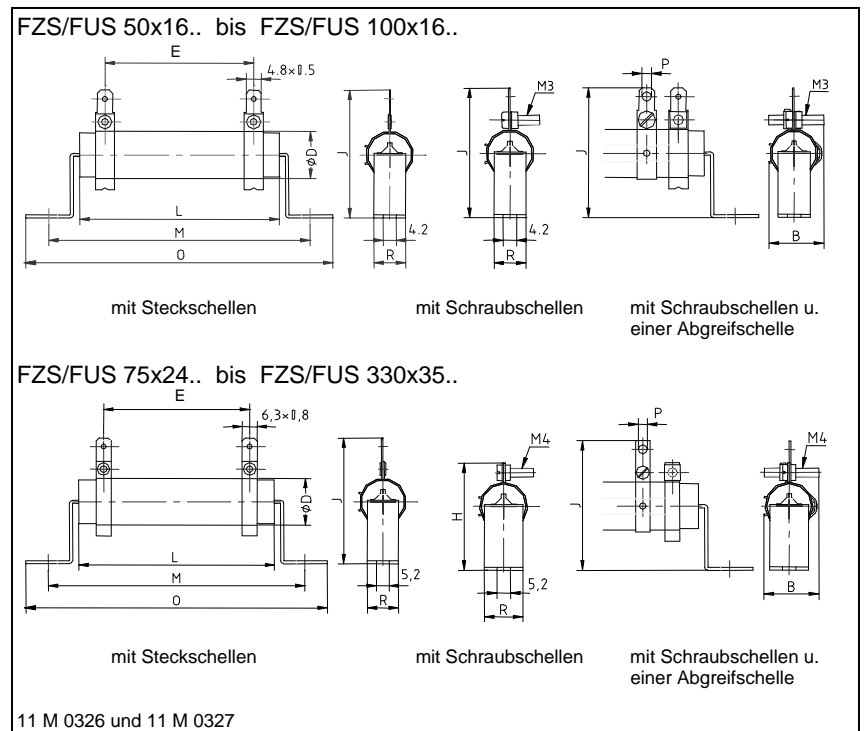 FZS/FUS 50x16.. bis FZS/FUS 100x16..
E
4.8×0.5
P
M3
M3
J
J
J
øD
L
M
O
4.2
R
4.2
R
B
mit Steckschellen
mit Schraubschellen
mit Schraubschellen u.
einer Abgreifschelle
FZS/FUS 75x24.. bis FZS/FUS 330x35..
E
6,3×0,8
P
M4
M4
J
H
J
øD
L
M
O
5,2
R
5,2
R
B
mit Steckschellen
mit Schraubschellen
mit Schraubschellen u.
einer Abgreifschelle
11 M 0326 und 11 M 0327